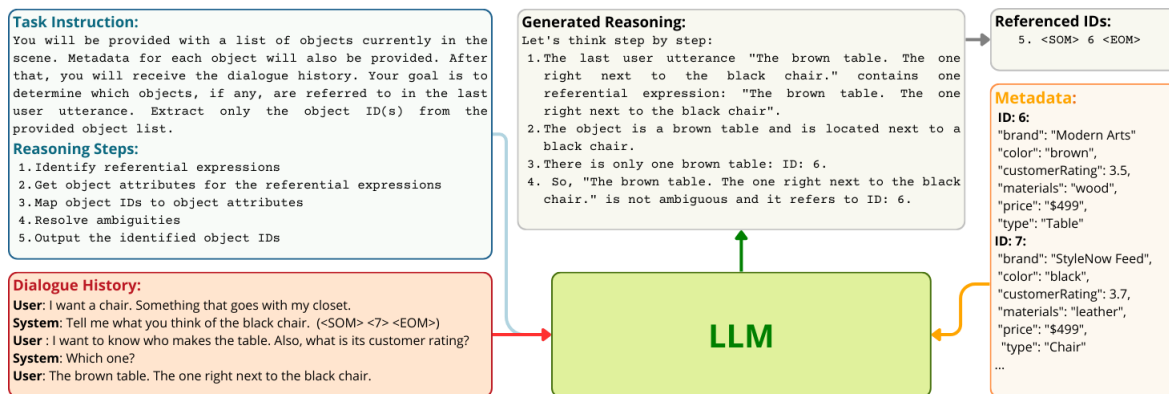 Task Instruction:
You will be provided with a list of objects currently in the
scene. Metadata for each object will also be provided. After
that, you will receive the dialogue history. Your goal is to
determine which objects, if any, are referred to in the last
user utterance. Extract only the object ID(s) from the
provided object list.
Reasoning Steps:
1.Identify referential expressions
2.Get object attributes for the referential expressions
3.Map object IDs to object attributes
4.Resolve ambiguities
5.Output the identified object IDs
Dialogue History:
User: I want a chair. Something that goes with my closet.
System: Tell me what you think of the black chair. (<SOM> <7> <EOM>)
User : I want to know who makes the table. Also, what is its customer rating?
System: Which one?
User: The brown table. The one right next to the black chair.
Generated Reasoning:
Let's think step by step:
1.The last user utterance "The brown table. The one
right next to the black chair." contains one
referential expression: "The brown table. The one
right next to the black chair".
2.The object is a brown table and is located next to a
black chair.
3.There is only one brown table: ID: 6.
4. So, "The brown table. The one right next to the black
chair." is not ambiguous and it refers to ID: 6.
LLM
Referenced IDs:
5. <SOM> 6 <EOM>
Metadata:
ID: 6:
"brand": "Modern Arts"
"color": "brown",
"customerRating": 3.5,
"materials": "wood",
"price": "$499",
"type": "Table"
ID: 7:
"brand": "StyleNow Feed",
"color": "black",
"customerRating": 3.7,
"materials": "leather",
"price": "$499",
"type": "Chair"
...